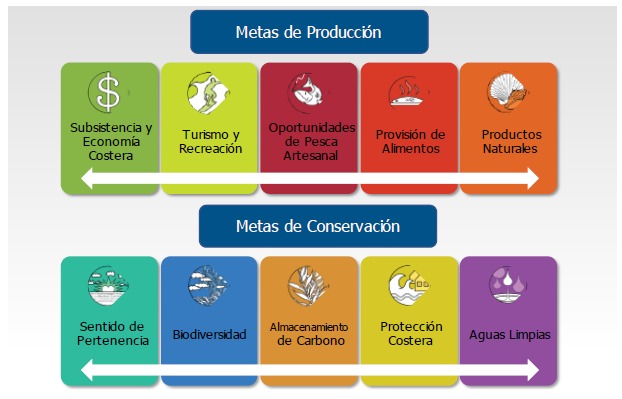 Metas de Producción
Subsistencia y
Economía
Costera
Turismo y
Recreación
Oportunidades
de Pesca
Artesanal
Provisión de
Alimentos
Productos
Naturales
Metas de Conservación
Sentido de
Pertenencia
Biodiversidad
Almacenamiento
de Carbono
Protección
Costera
Aguas Limpias